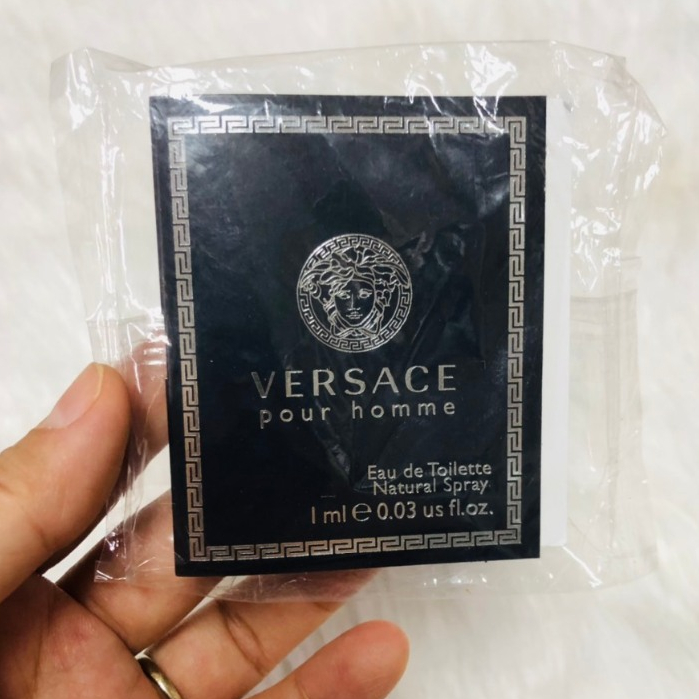 VERSACE
pour homme
Eau de Toilette
Natural Spray
1 ml ℮ 0.03 us fl.oz.